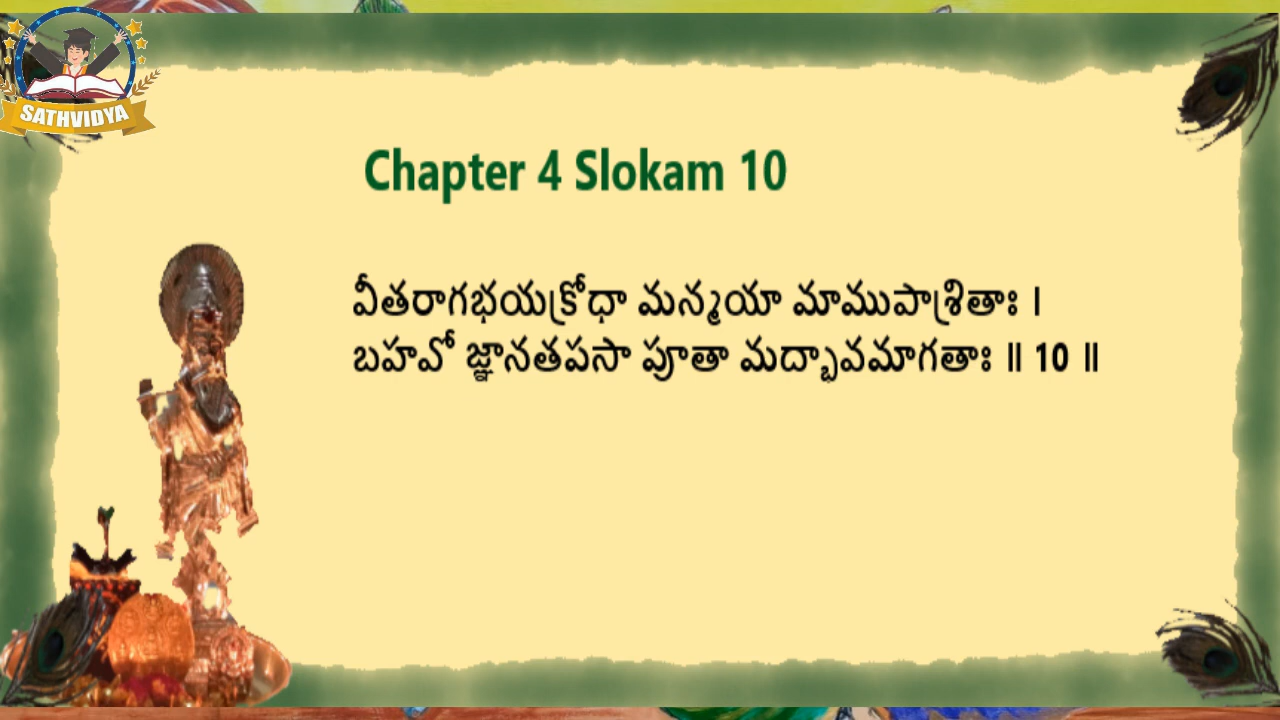 SATHVIDYA
Chapter 4 Slokam 10
వీతరాగభయక్రోధా మన్మయా మాముపాశ్రితాః ।
బహవో జ్ఞానతపసా పూతా మద్భావమాగతాః ॥ 10 ॥